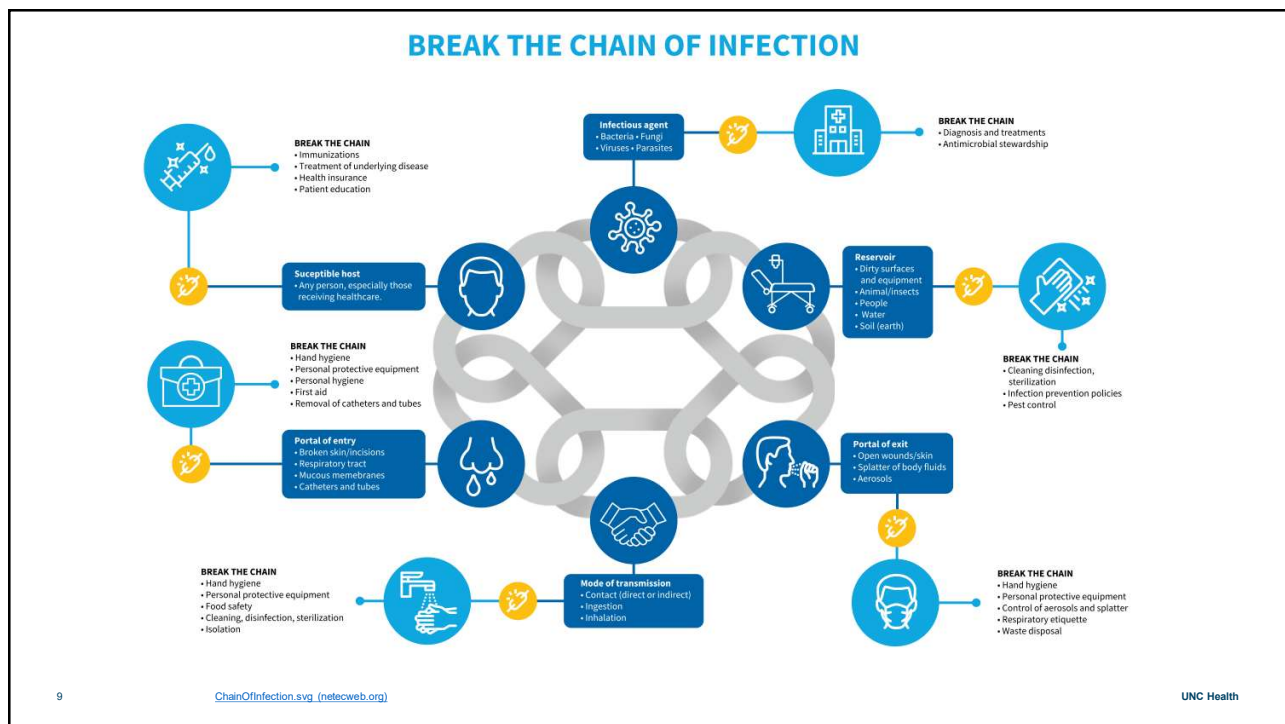 BREAK THE CHAIN OF INFECTION
Infectious agent
• Bacteria • Fungi
• Viruses • Parasites
BREAK THE CHAIN
• Diagnosis and treatments
• Antimicrobial stewardship
Reservoir
• Dirty surfaces
and equipment
• Animal/insects
• People
• Water
• Soil (earth)
BREAK THE CHAIN
• Cleaning disinfection,
sterilization
• Infection prevention policies
• Pest control
Portal of exit
• Open wounds/skin
• Splatter of body fluids
• Aerosols
BREAK THE CHAIN
• Hand hygiene
• Personal protective equipment
• Control of aerosols and splatter
• Respiratory etiquette
• Waste disposal
Mode of transmission
• Contact (direct or indirect)
• Ingestion
• Inhalation
BREAK THE CHAIN
• Hand hygiene
• Personal protective equipment
• Food safety
• Cleaning, disinfection, sterilization
• Isolation
Portal of entry
• Broken skin/incisions
• Respiratory tract
• Mucous memebranes
• Catheters and tubes
BREAK THE CHAIN
• Hand hygiene
• Personal protective equipment
• Personal hygiene
• First aid
• Removal of catheters and tubes
Suceptible host
• Any person, especially those
receiving healthcare.
BREAK THE CHAIN
• Immunizations
• Treatment of underlying disease
• Health insurance
• Patient education
9
ChainOfInfection.svg (netecweb.org)
UNC Health